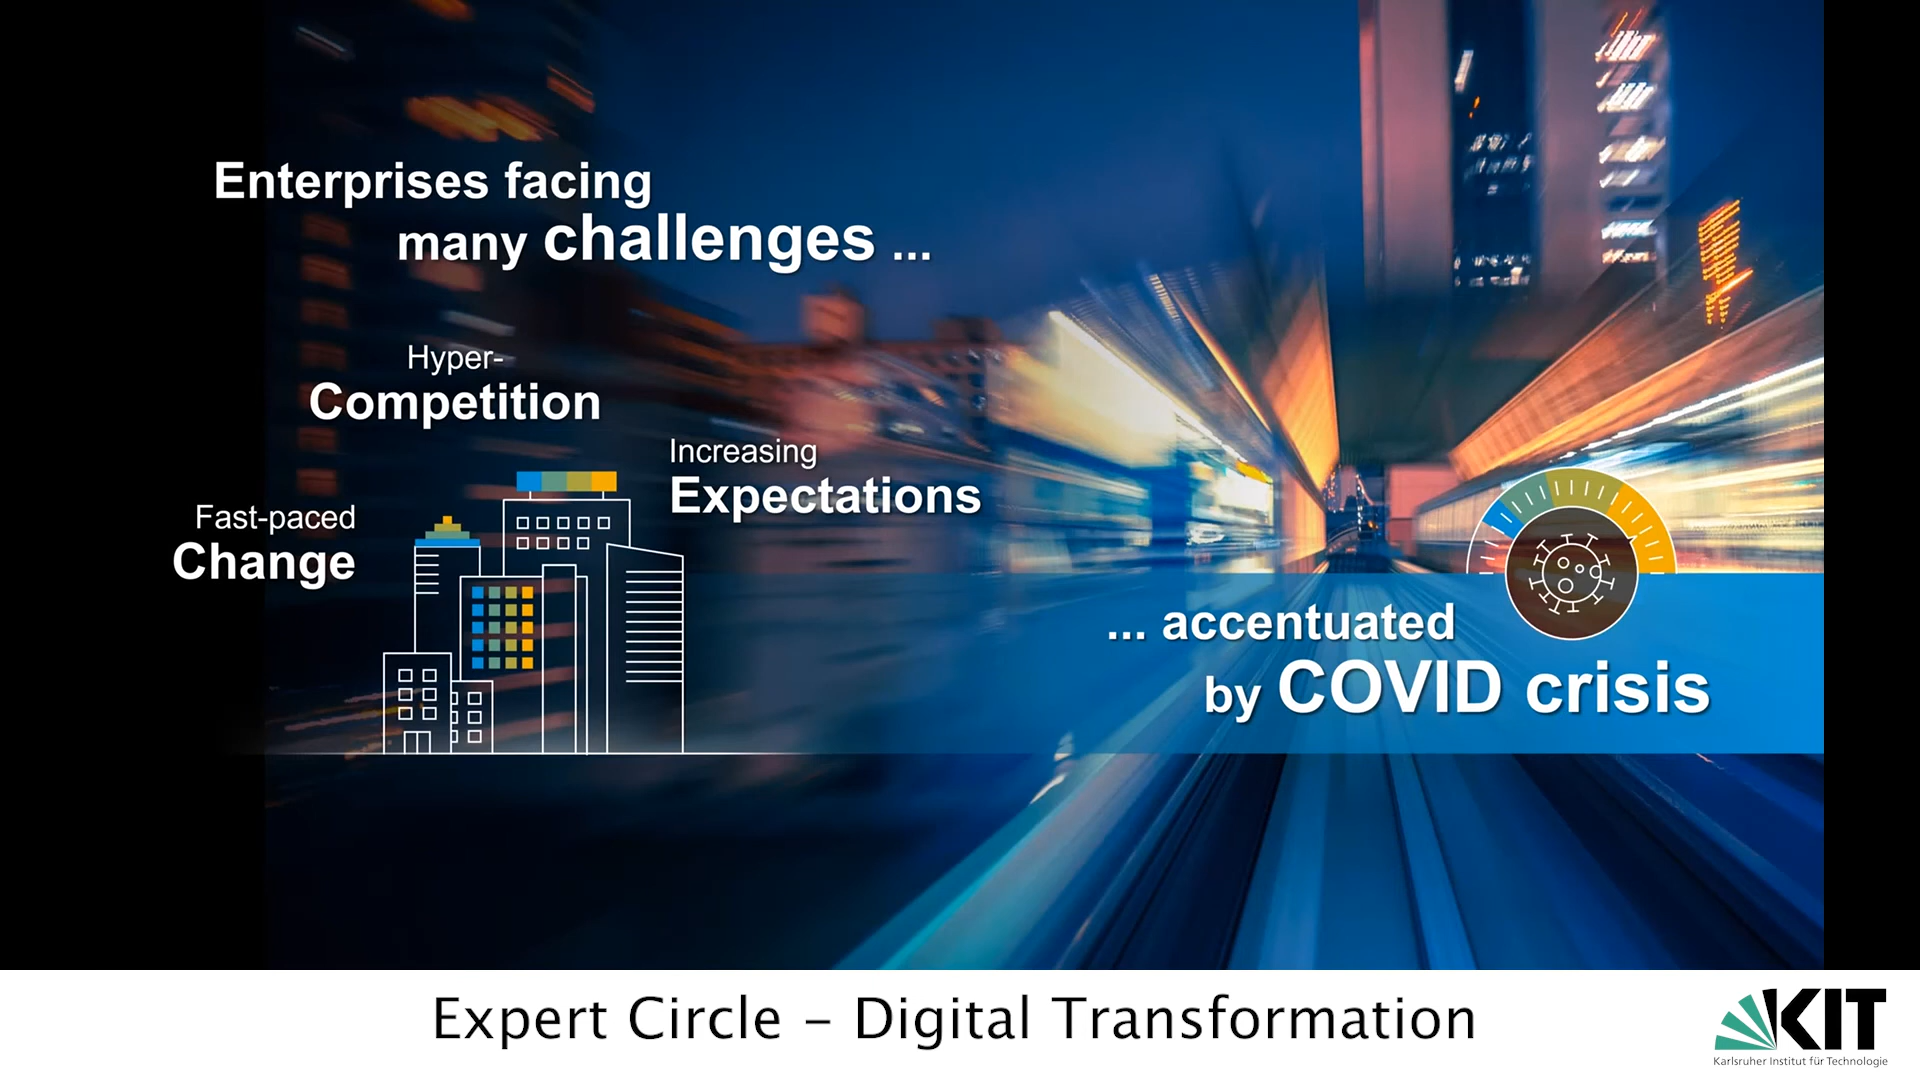 Enterprises facing
many challenges ...
Hyper-
Competition
Increasing
Expectations
Fast-paced
Change
... accentuated
by COVID crisis
Expert Circle – Digital Transformation
KIT
Karlsruher Institut für Technologie